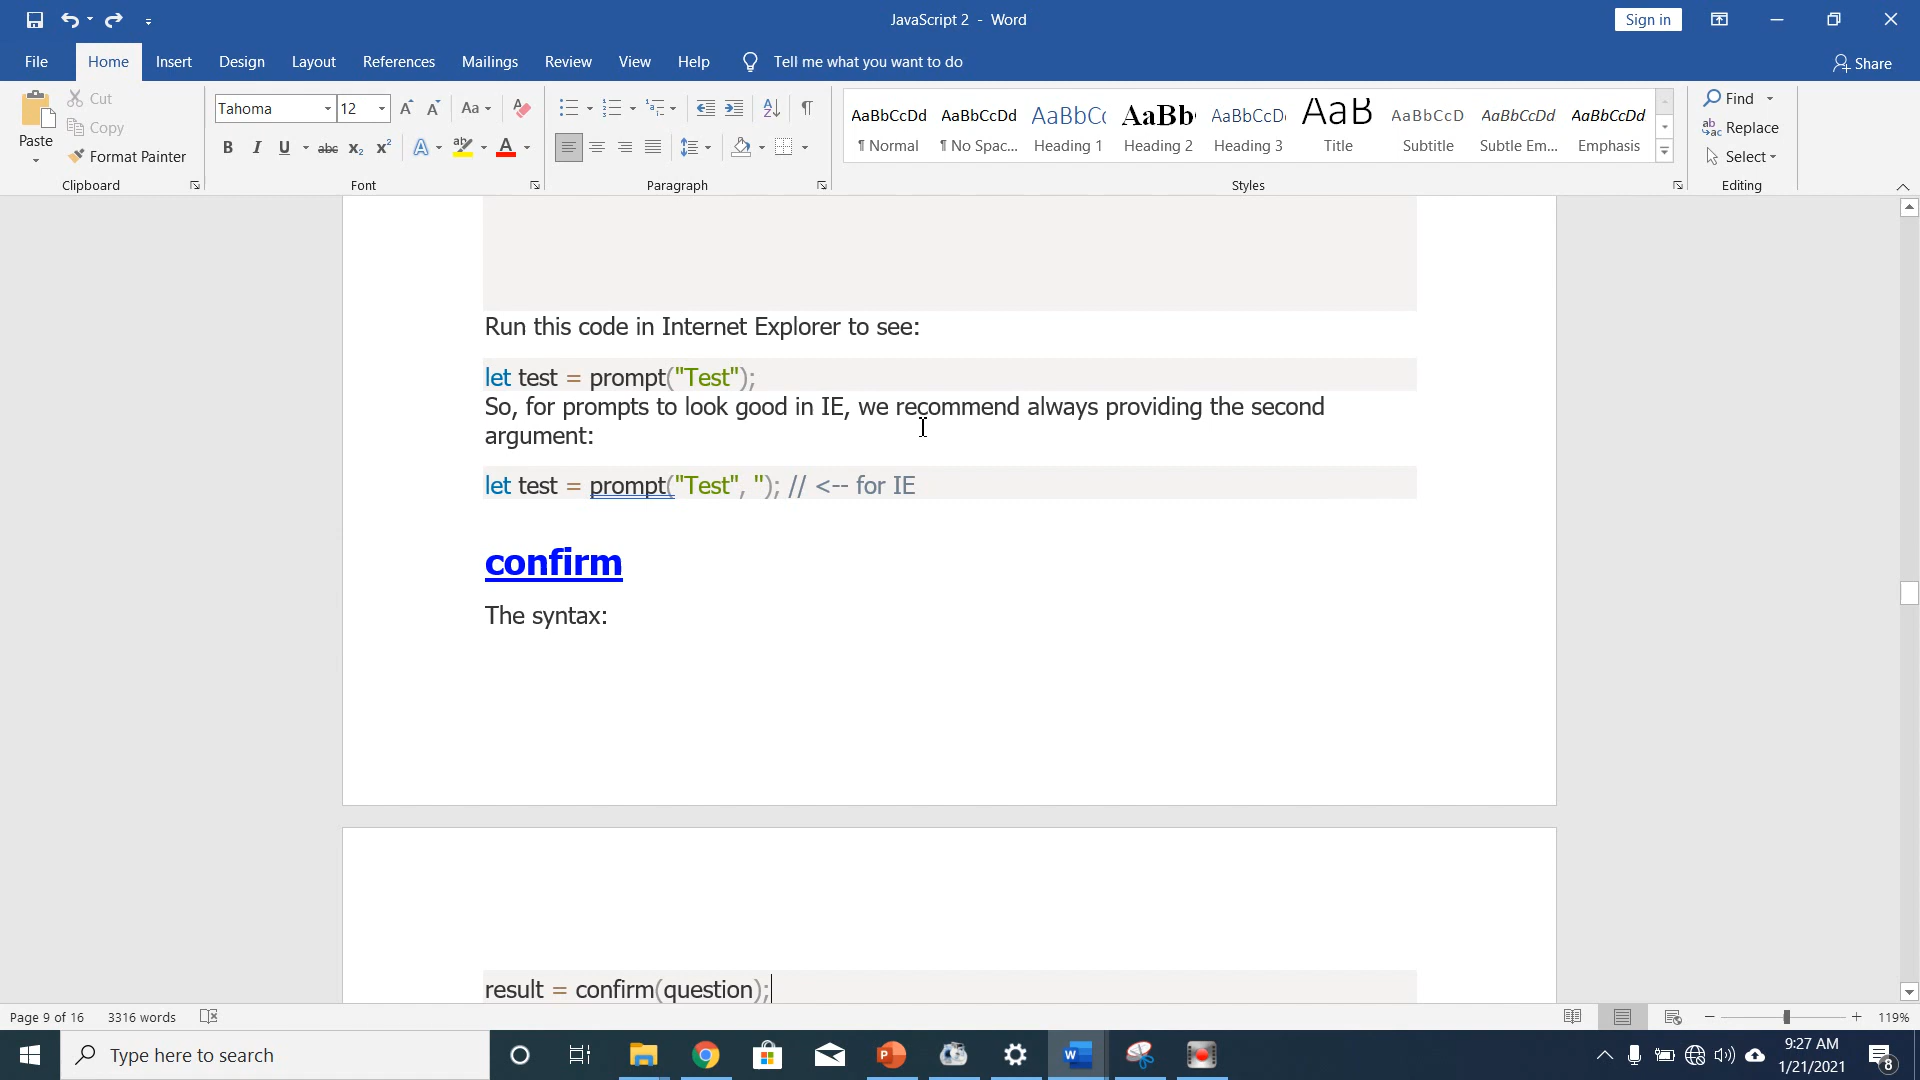 JavaScript 2 - Word
Sign in
File Home Insert Design Layout References Mailings Review View Help Tell me what you want to do
Share
Paste
Cut
Copy
Format Painter
Clipboard
Tahoma 12
Font
Paragraph
AaBbCcDd AaBbCcDd AaBbCc AaBb AaBbCcD AaB AaBbCcD AaBbCcDd AaBbCcDd
¶ Normal ¶ No Spac... Heading 1 Heading 2 Heading 3 Title Subtitle Subtle Em... Emphasis
Styles
Find
Replace
Select
Editing
Run this code in Internet Explorer to see:
let test = prompt("Test");
So, for prompts to look good in IE, we recommend always providing the second
argument:
let test = prompt("Test", ''); // <-- for IE
confirm
The syntax:
result = confirm(question);
Page 9 of 16 3316 words
119%
Type here to search
9:27 AM
1/21/2021
8